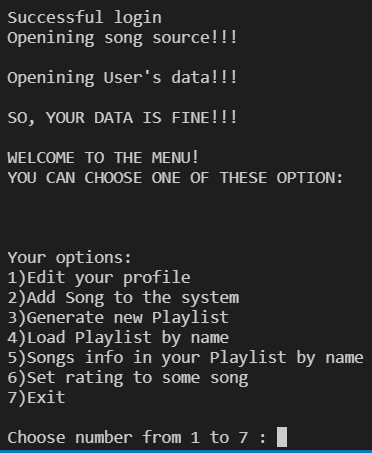 Successful login
Openining song source!!!
Openining User's data!!!
SO, YOUR DATA IS FINE!!!
WELCOME TO THE MENU!
YOU CAN CHOOSE ONE OF THESE OPTION:
Your options:
1)Edit your profile
2)Add Song to the system
3)Generate new Playlist
4)Load Playlist by name
5)Songs info in your Playlist by name
6)Set rating to some song
7)Exit
Choose number from 1 to 7 :